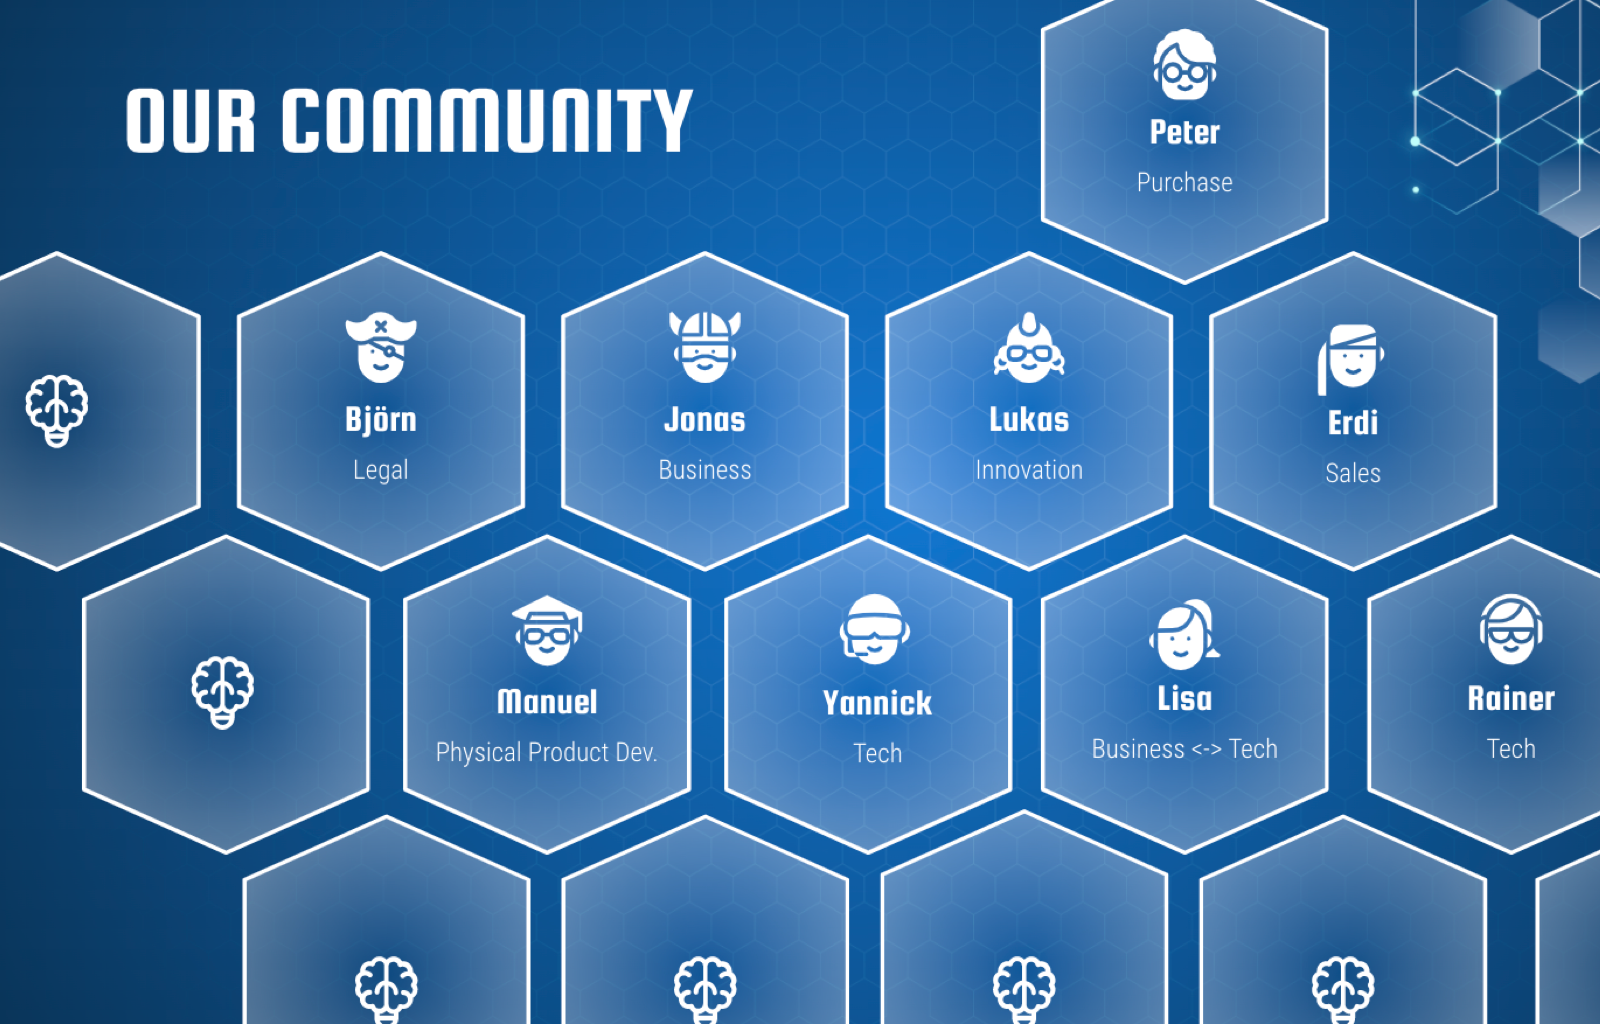 OUR COMMUNITY
Peter
Purchase
Björn
Legal
Jonas
Business
Lukas
Innovation
Erdi
Sales
Manuel
Physical Product Dev.
Yannick
Tech
Lisa
Business <-> Tech
Rainer
Tech